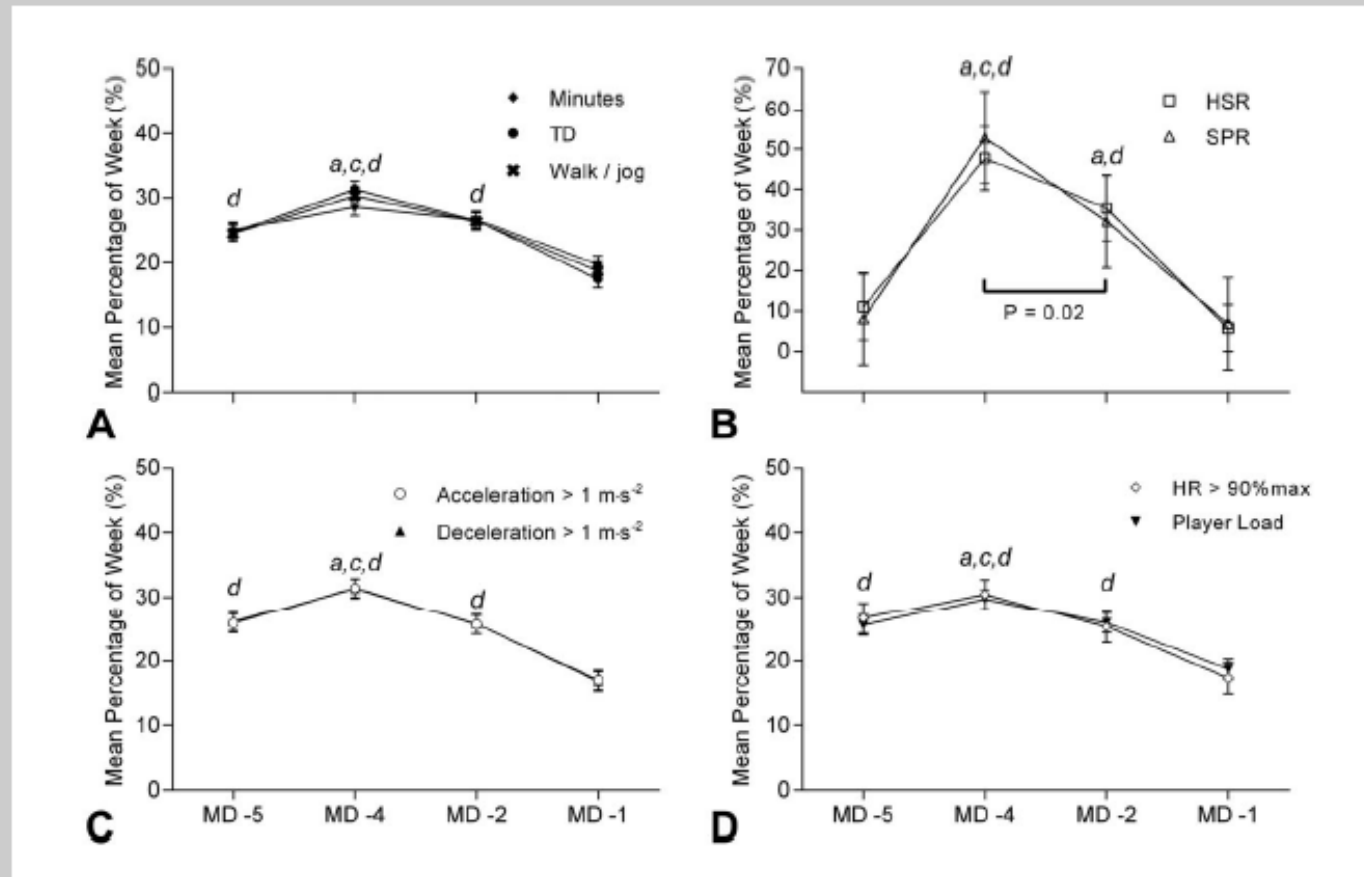 Mean Percentage of Week (%)
50
40
30
20
10
0
Minutes
TD
Walk / jog
d
a,c,d
d
A
Mean Percentage of Week (%)
70
60
50
40
30
20
10
0
HSR
SPR
a,c,d
a,d
P = 0.02
B
Mean Percentage of Week (%)
50
40
30
20
10
0
Acceleration > 1 m·s⁻²
Deceleration > 1 m·s⁻²
d
a,c,d
d
MD -5 MD -4 MD -2 MD -1
C
Mean Percentage of Week (%)
50
40
30
20
10
0
HR > 90%max
Player Load
d
a,c,d
d
MD -5 MD -4 MD -2 MD -1
D